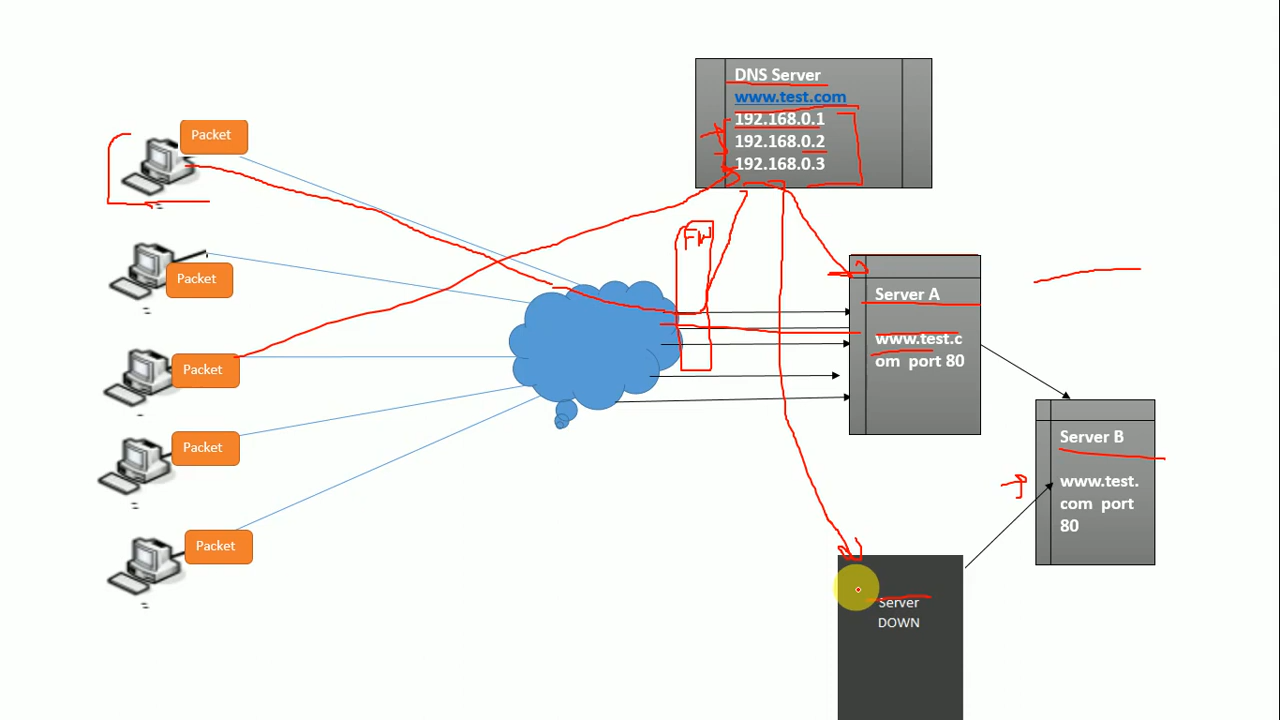 DNS Server
www.test.com
192.168.0.1
192.168.0.2
192.168.0.3
Packet
Packet
Packet
Packet
Packet
FW
Server A
www.test.c
om port 80
Server B
www.test.
com port
80
Server
DOWN